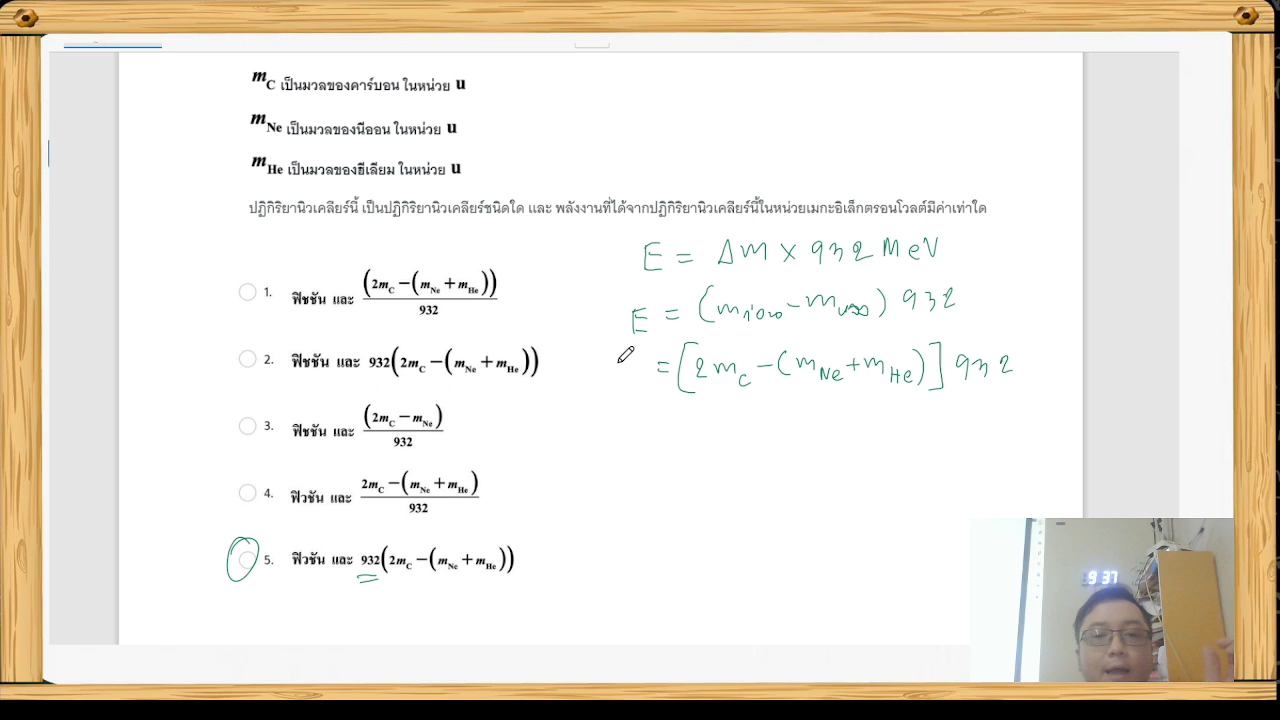 m_C เป็นมวลของคาร์บอน ในหน่วย u
m_Ne เป็นมวลของนีออน ในหน่วย u
m_He เป็นมวลของฮีเลียม ในหน่วย u
ปฏิกิริยานิวเคลียร์นี้ เป็นปฏิกิริยานิวเคลียร์ชนิดใด และ พลังงานที่ได้จากปฏิกิริยานิวเคลียร์นี้ในหน่วยเมกะอิเล็กตรอนโวลต์มีค่าเท่าใด
E = Δm × 932 MeV
E = (m ก่อน - m หลัง) 932
= [2m_C - (m_Ne + m_He)] 932
1. ฟิชชัน และ (2m_C - (m_Ne + m_He)) / 932
2. ฟิชชัน และ 932(2m_C - (m_Ne + m_He))
3. ฟิชชัน และ (2m_C - m_Ne) / 932
4. ฟิวชัน และ 2m_C - (m_Ne + m_He) / 932
5. ฟิวชัน และ 932(2m_C - (m_Ne + m_He))
9 37